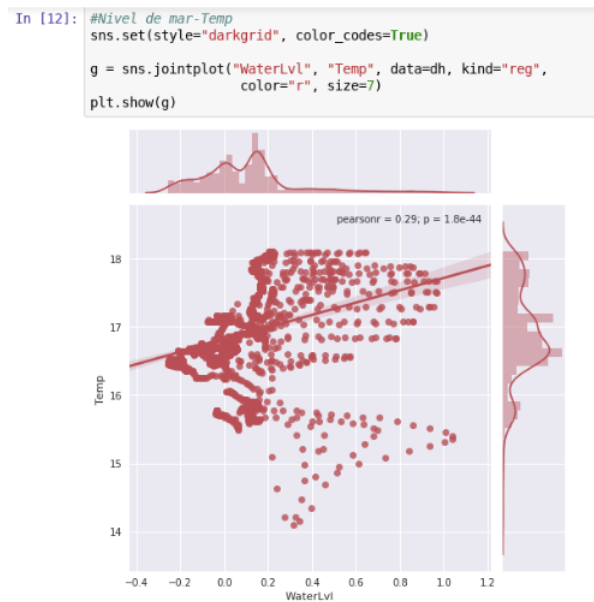 In [12]: #Nivel de mar-Temp
sns.set(style="darkgrid", color_codes=True)
g = sns.jointplot("WaterLvl", "Temp", data=dh, kind="reg",
color="r", size=7)
plt.show(g)
pearsonr = 0.29; p = 1.8e-44
18
17
16
15
14
Temp
−0.4 −0.2 0.0 0.2 0.4 0.6 0.8 1.0 1.2
WaterLvl